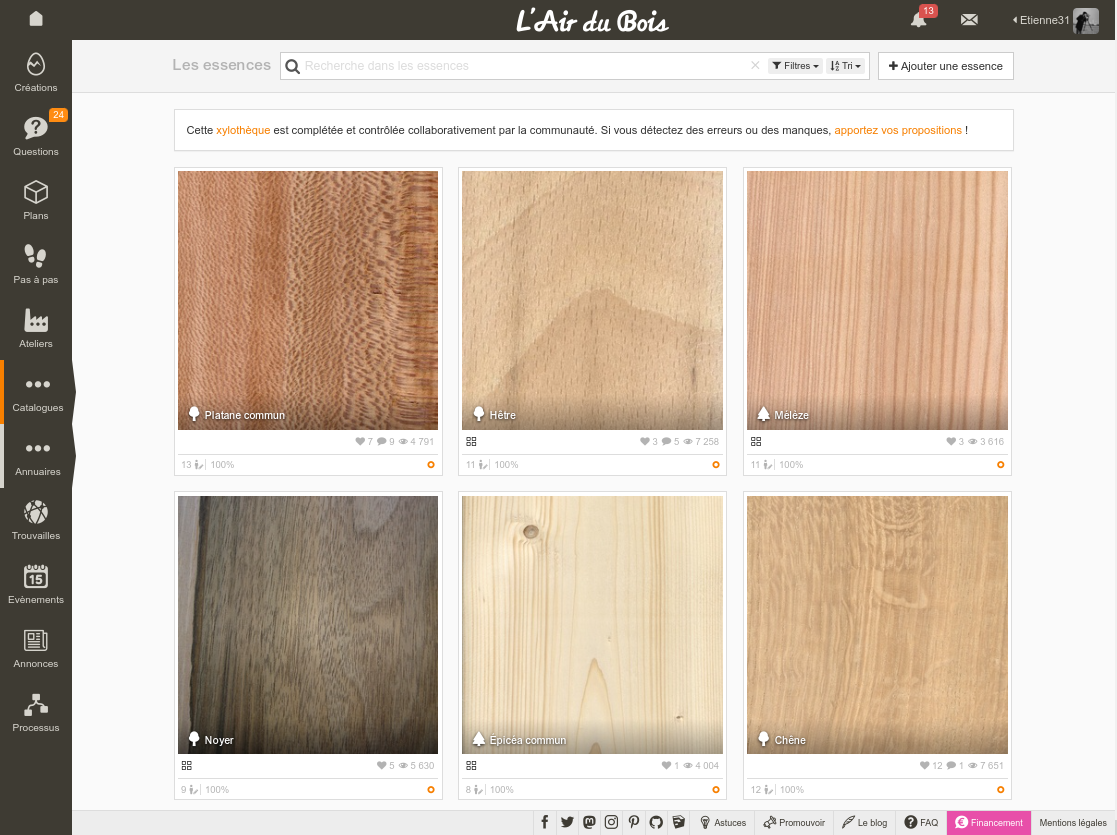 L'Air du Bois
13
Etienne31
Créations
24
Questions
Plans
Pas à pas
Ateliers
Catalogues
Annuaires
Trouvailles
15
Evènements
Annonces
Processus
Les essences
Recherche dans les essences
× Filtres Tri
Ajouter une essence
Cette xylothèque est complétée et contrôlée collaborativement par la communauté. Si vous détectez des erreurs ou des manques, apportez vos propositions !
Platane commun
7 9 4 791
13 100%
Hêtre
3 5 7 258
11 100%
Mélèze
3 3 616
11 100%
Noyer
5 5 630
9 100%
Epicéa commun
1 4 004
8 100%
Chêne
12 1 7 651
12 100%
Astuces Promouvoir Le blog FAQ Financement Mentions légales